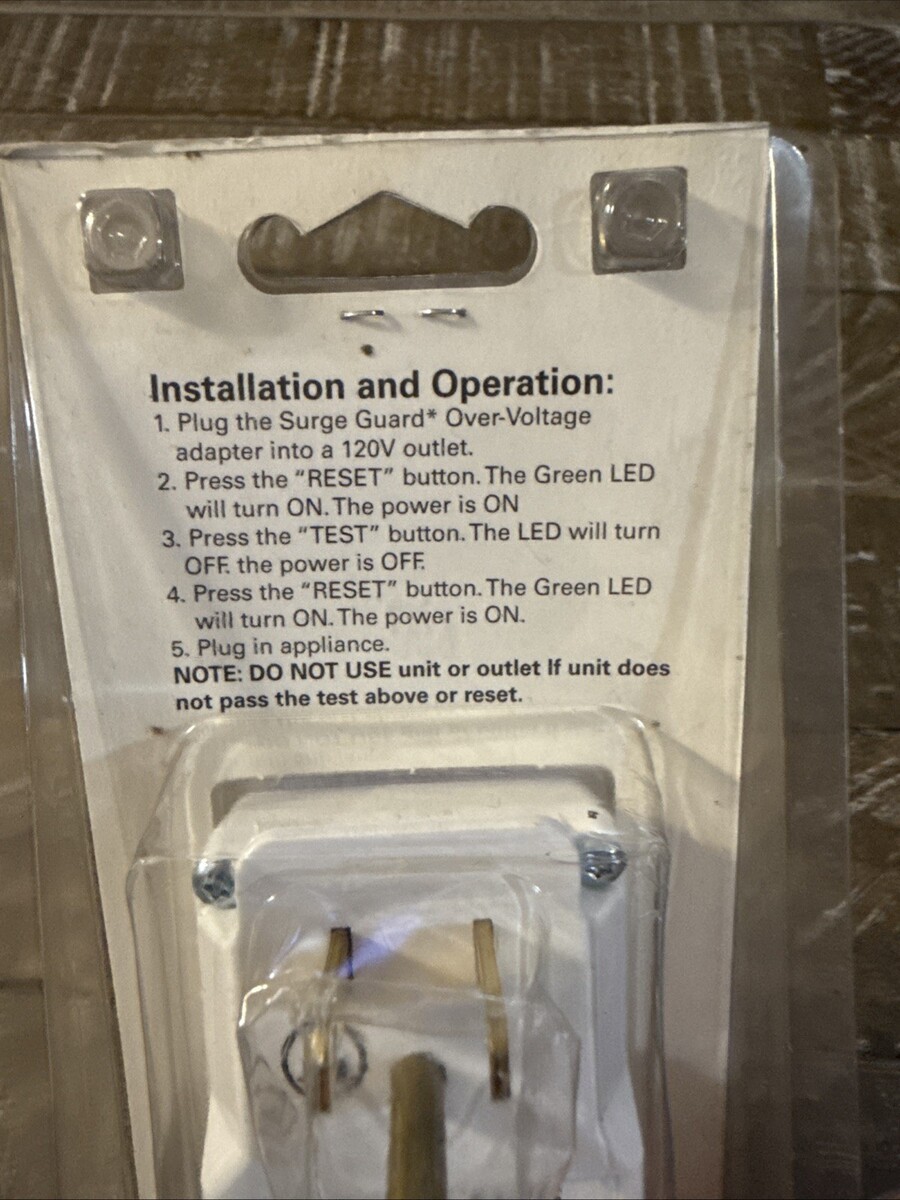 Installation and Operation:
1. Plug the Surge Guard* Over-Voltage
adapter into a 120V outlet.
2. Press the “RESET” button. The Green LED
will turn ON. The power is ON
3. Press the “TEST” button. The LED will turn
OFF. the power is OFF.
4. Press the “RESET” button. The Green LED
will turn ON. The power is ON.
5. Plug in appliance.
NOTE: DO NOT USE unit or outlet If unit does
not pass the test above or reset.